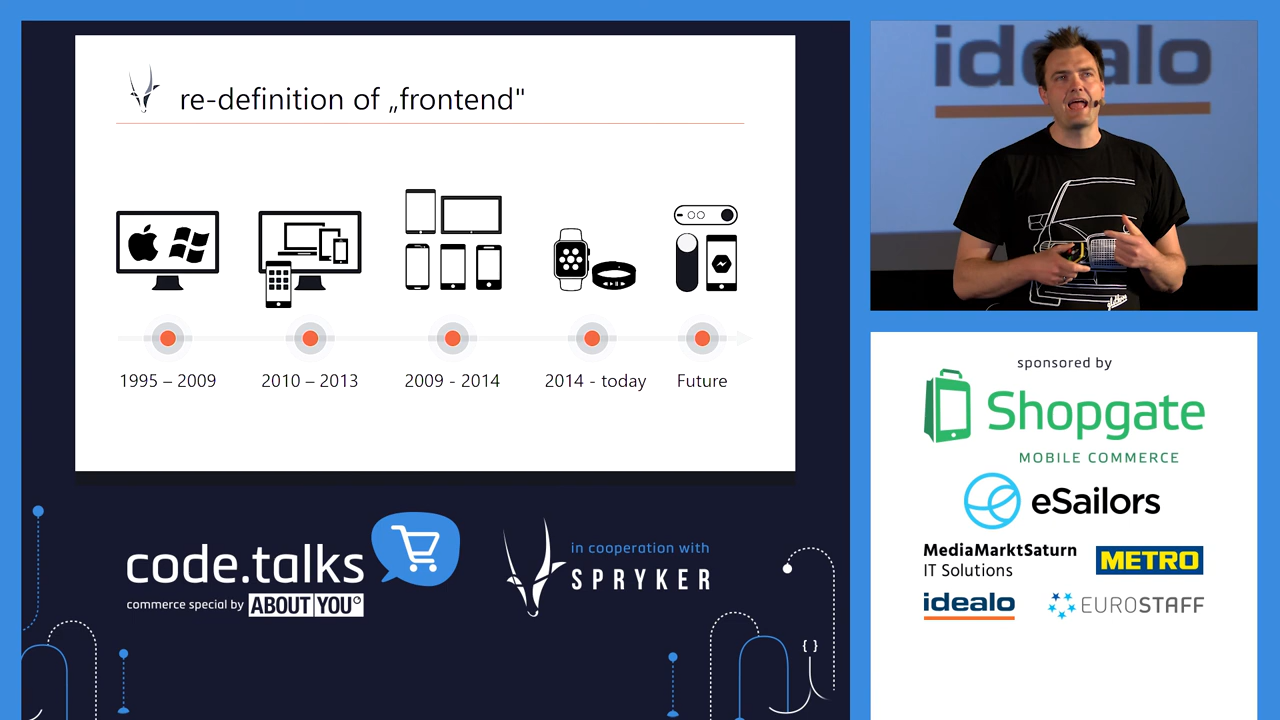 re-definition of „frontend"
1995 – 2009
2010 – 2013
2009 - 2014
2014 - today
Future
code.talks
commerce special by ABOUT YOU°
in cooperation with
SPRYKER
{ }
idealo
sponsored by
Shopgate
MOBILE COMMERCE
eSailors
MediaMarktSaturn
IT Solutions
METRO
idealo
EUROSTAFF